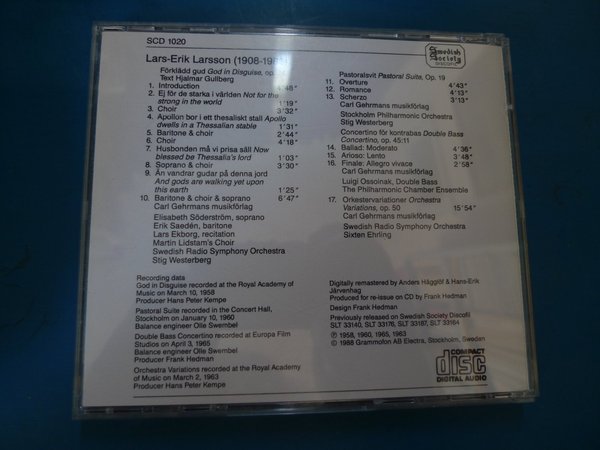 SCD 1020
Swedish
Society
DISCOFIL
Lars-Erik Larsson (1908-1986)
Förklädd gud God in Disguise, op.
Text Hjalmar Gullberg
1. Introduction 4'48"
2. Ej för de starka i världen Not for the
strong in the world 1'19"
3. Choir 3'32"
4. Apollon bor i ett thesaliskt stall Apollo
dwells in a Thessalian stable 1'31"
5. Baritone & choir 2'44"
6. Choir 4'18"
7. Husbonden må vi prisa säll Now
blessed be Thessalia's lord 1'03"
8. Soprano & choir 3'30"
9. Än vandrar gudar på denna jord
And gods are walking yet upon
this earth 1'25"
10. Baritone & choir & soprano 6'47"
Carl Gehrmans musikförlag
Elisabeth Söderström, soprano
Erik Saedén, baritone
Lars Ekborg, recitation
Martin Lidstam's Choir
Swedish Radio Symphony Orchestra
Stig Westerberg
Pastoralsvit Pastoral Suite, Op. 19
11. Overture 4'43"
12. Romance 4'13"
13. Scherzo 3'13"
Carl Gehrmans musikförlag
Stockholm Philharmonic Orchestra
Stig Westerberg
Concertino för kontrabas Double Bass
Concertino, op. 45:11
14. Ballad: Moderato 4'36"
15. Arioso: Lento 3'48"
16. Finale: Allegro vivace 2'58"
Carl Gehrmans musikförlag
Luigi Ossoinak, Double Bass
The Philharmonic Chamber Ensemble
17. Orkestervariationer Orchestra
Variations, op. 50 15'54"
Carl Gehrmans musikförlag
Swedish Radio Symphony Orchestra
Sixten Ehrling
Recording data
God in Disguise recorded at the Royal Academy of
Music on March 10, 1958
Producer Hans Peter Kempe
Pastoral Suite recorded in the Concert Hall,
Stockholm on January 10, 1960
Balance engineer Olle Swembel
Double Bass Concertino recorded at Europa Film
Studios on April 3, 1965
Balance engineer Olle Swembel
Producer Frank Hedman
Orchestra Variations recorded at the Royal Academy
of Music on March 2, 1963
Producer Hans Peter Kempe
Digitally remastered by Anders Hägglöf & Hans-Erik
Järvenhag
Produced for re-issue on CD by Frank Hedman
Design Frank Hedman
Previously released on Swedish Society Discofil
SLT 33140, SLT 33176, SLT 33187, SLT 33164
℗ 1958, 1960, 1965, 1963
© 1988 Grammofon AB Electra, Stockholm, Sweden
COMPACT
disc
DIGITAL AUDIO